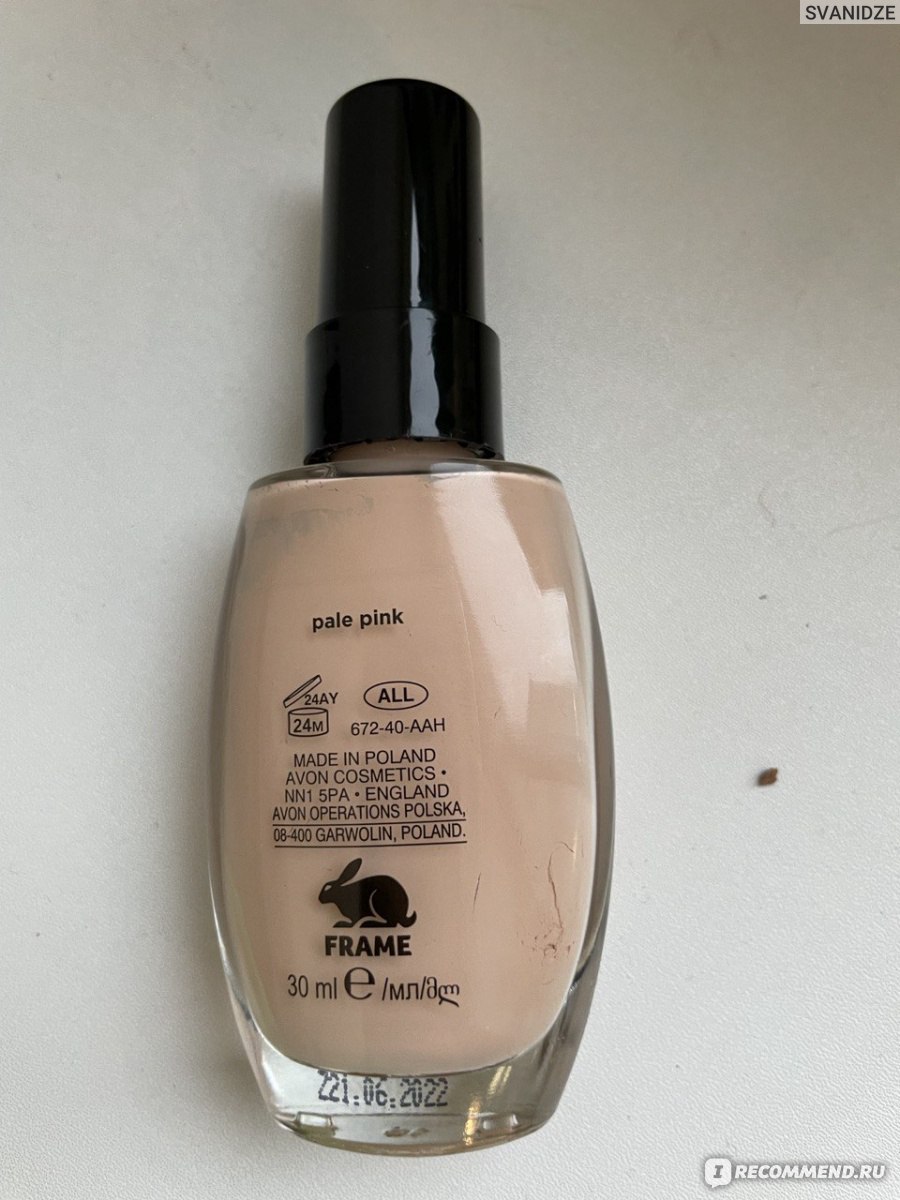 SVANIDZE
pale pink
24AY
24M
ALL
672-40-AAH
MADE IN POLAND
AVON COSMETICS •
NN1 5PA • ENGLAND
AVON OPERATIONS POLSKA,
08-400 GARWOLIN, POLAND.
FRAME
30 ml ℮ /мл/მლ
221.06.2022
IRECOMMEND.RU